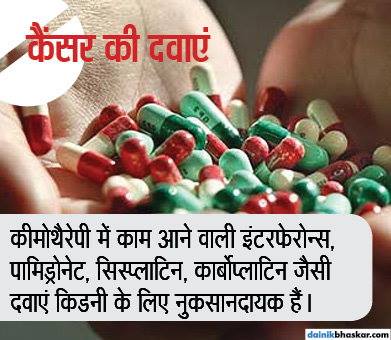 कैंसर की दवाएं
कीमोथैरेपी में काम आने वाली इंटरफेरोन्स,
पामिड्रोनेट, सिस्प्लाटिन, कार्बोप्लाटिन जैसी
दवाएं किडनी के लिए नुकसानदायक हैं।
dainikbhaskar.com